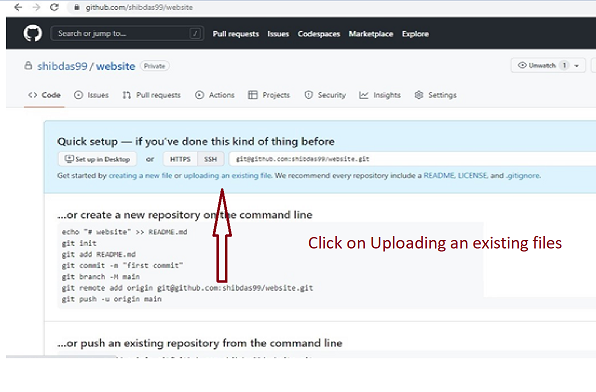 github.com/shibdas99/website
Search or jump to... / Pull requests Issues Codespaces Marketplace Explore
shibdas99 / website Private Unwatch 1
Code Issues Pull requests Actions Projects Security Insights Settings
Quick setup — if you've done this kind of thing before
Set up in Desktop or HTTPS SSH git@github.com:shibdas99/website.git
Get started by creating a new file or uploading an existing file. We recommend every repository include a README, LICENSE, and .gitignore.
...or create a new repository on the command line
echo "# website" >> README.md
git init
git add README.md
git commit -m "first commit"
git branch -M main
git remote add origin git@github.com:shibdas99/website.git
git push -u origin main
Click on Uploading an existing files
...or push an existing repository from the command line